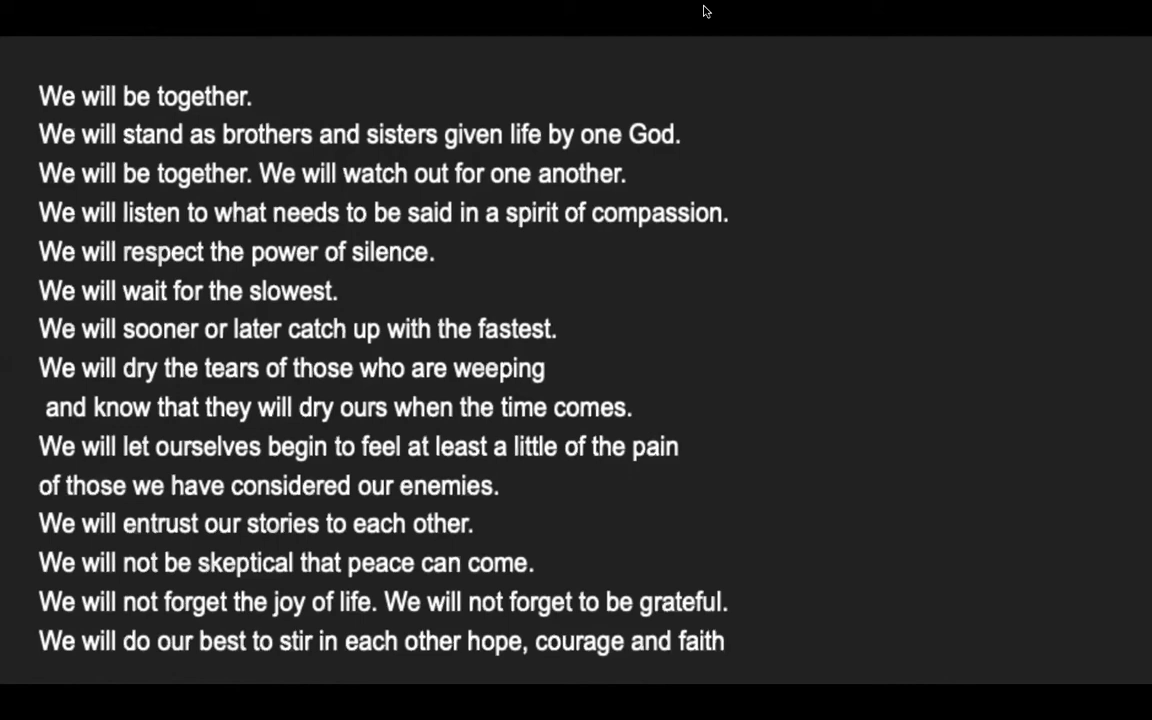 We will be together.
We will stand as brothers and sisters given life by one God.
We will be together. We will watch out for one another.
We will listen to what needs to be said in a spirit of compassion.
We will respect the power of silence.
We will wait for the slowest.
We will sooner or later catch up with the fastest.
We will dry the tears of those who are weeping
and know that they will dry ours when the time comes.
We will let ourselves begin to feel at least a little of the pain
of those we have considered our enemies.
We will entrust our stories to each other.
We will not be skeptical that peace can come.
We will not forget the joy of life. We will not forget to be grateful.
We will do our best to stir in each other hope, courage and faith